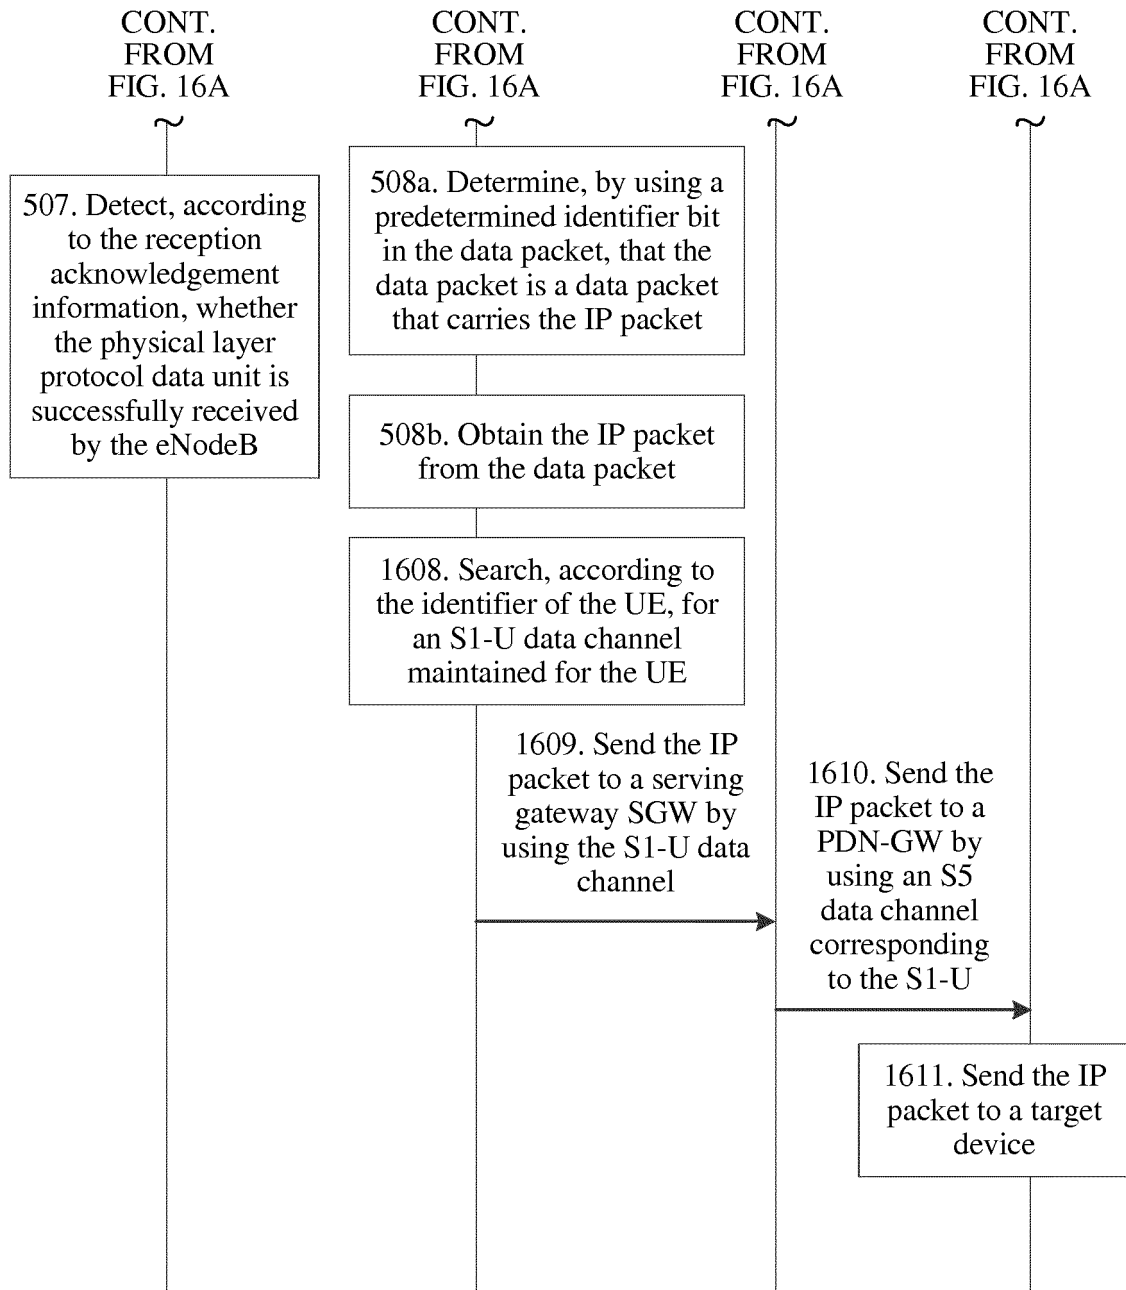 CONT.
FROM
FIG. 16A
CONT.
FROM
FIG. 16A
CONT.
FROM
FIG. 16A
CONT.
FROM
FIG. 16A
507. Detect, according
to the reception
acknowledgement
information, whether
the physical layer
protocol data unit is
successfully received
by the eNodeB
508a. Determine, by using a
predetermined identifier bit
in the data packet, that the
data packet is a data packet
that carries the IP packet
508b. Obtain the IP packet
from the data packet
1608. Search, according to
the identifier of the UE, for
an S1-U data channel
maintained for the UE
1609. Send the IP
packet to a serving
gateway SGW by
using the S1-U data
channel
1610. Send the
IP packet to a
PDN-GW by
using an S5
data channel
corresponding
to the S1-U
1611. Send the IP
packet to a target
device